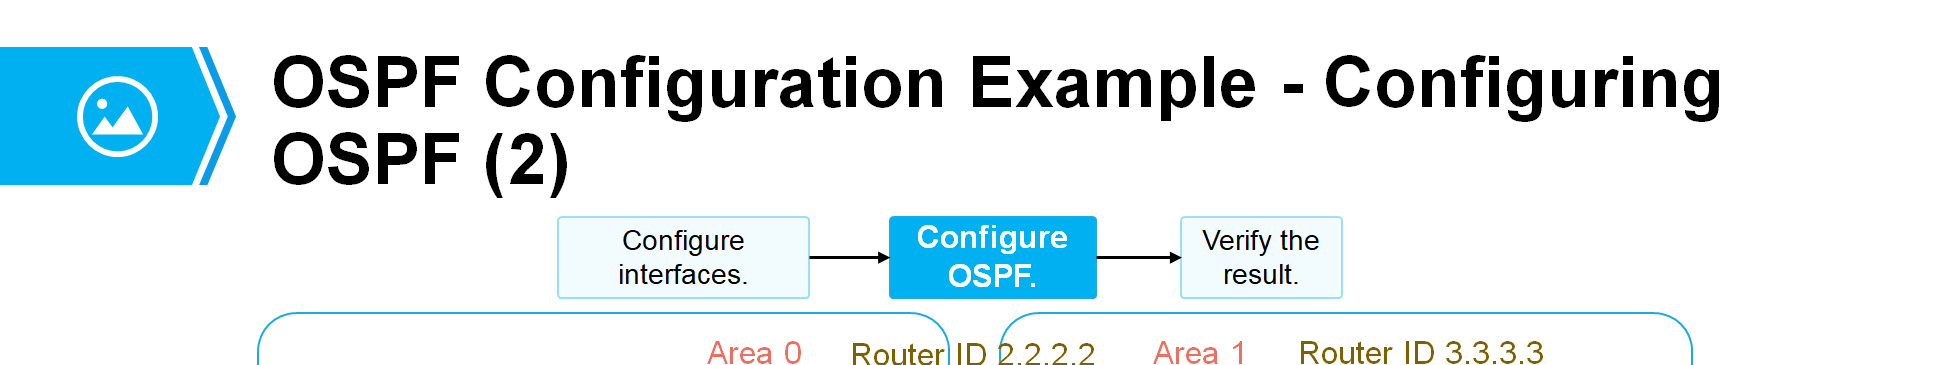 OSPF Configuration Example - Configuring
OSPF (2)
Configure
interfaces.
Configure
OSPF.
Verify the
result.
Area 0
Router ID 2.2.2.2
Area 1
Router ID 3.3.3.3